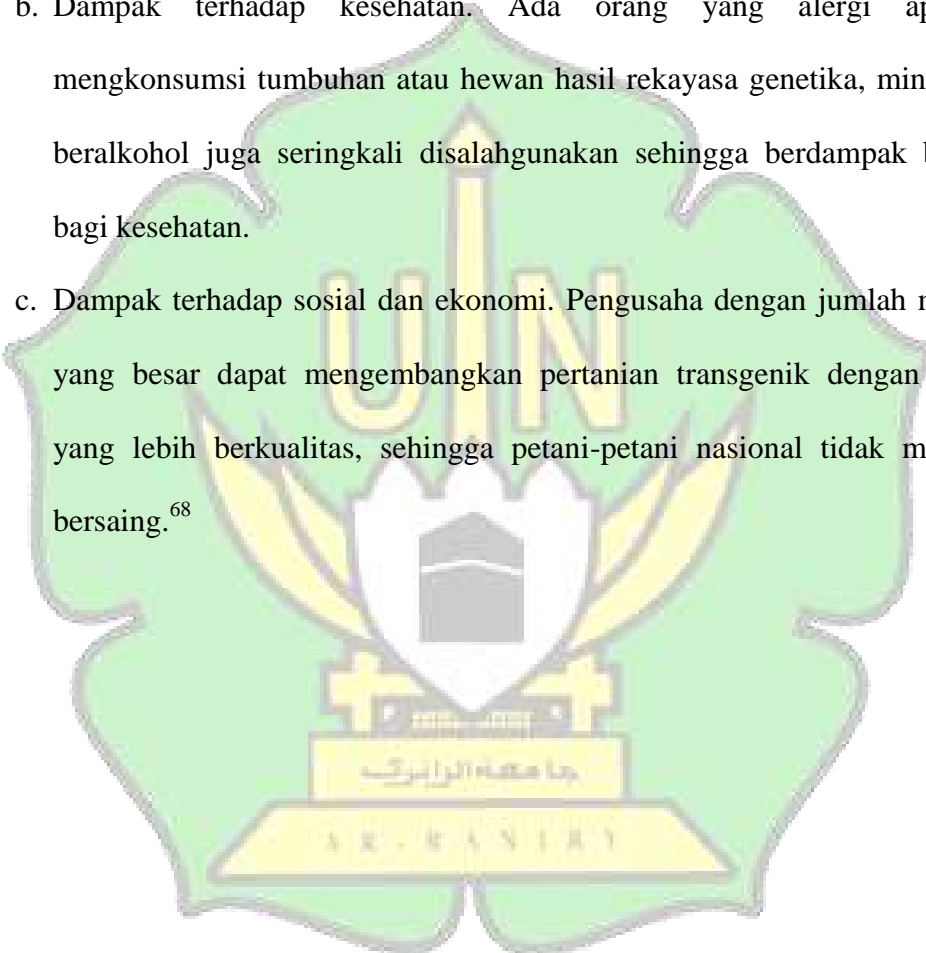 b. Dampak terhadap kesehatan. Ada orang yang alergi
mengkonsumsi tumbuhan atau hewan hasil rekayasa genetika,
beralkohol juga seringkali disalahgunakan sehingga berdampak
bagi kesehatan.
c. Dampak terhadap sosial dan ekonomi. Pengusaha dengan jumlah
yang besar dapat mengembangkan pertanian transgenik dengan
yang lebih berkualitas, sehingga petani-petani nasional tidak
bersaing.68
UIN
جامعة الرانري
AR-RANIRY